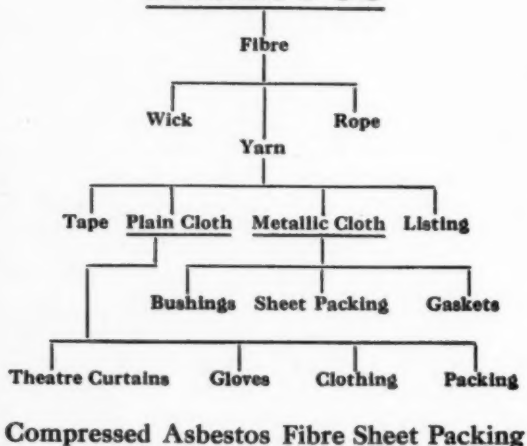 Fibre
Wick Rope
Yarn
Tape Plain Cloth Metallic Cloth Listing
Bushings Sheet Packing Gaskets
Theatre Curtains Gloves Clothing Packing
Compressed Asbestos Fibre Sheet Packing